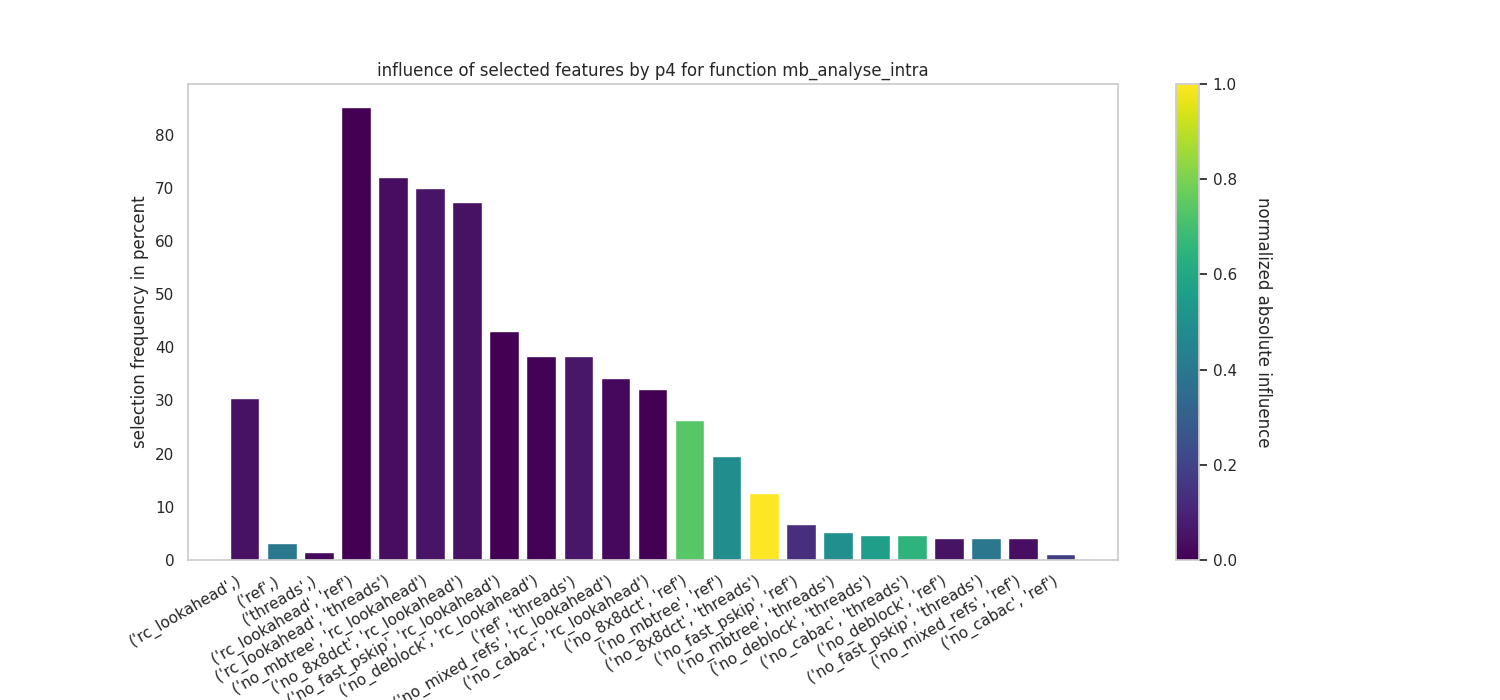 influence of selected features by p4 for function mb_analyse_intra
selection frequency in percent
80
70
60
50
40
30
20
10
0
('rc_lookahead',)
('ref',)
('threads',)
('rc_lookahead', 'ref')
('rc_lookahead', 'threads')
('no_mbtree', 'rc_lookahead')
('no_8x8dct', 'rc_lookahead')
('no_fast_pskip', 'rc_lookahead')
('no_deblock', 'rc_lookahead')
('ref', 'threads')
('no_mixed_refs', 'rc_lookahead')
('no_cabac', 'rc_lookahead')
('no_8x8dct', 'ref')
('no_mbtree', 'ref')
('no_8x8dct', 'threads')
('no_fast_pskip', 'ref')
('no_mbtree', 'threads')
('no_deblock', 'threads')
('no_cabac', 'threads')
('no_deblock', 'ref')
('no_fast_pskip', 'threads')
('no_mixed_refs', 'ref')
('no_cabac', 'ref')
1.0
0.8
0.6
0.4
0.2
0.0
normalized absolute influence